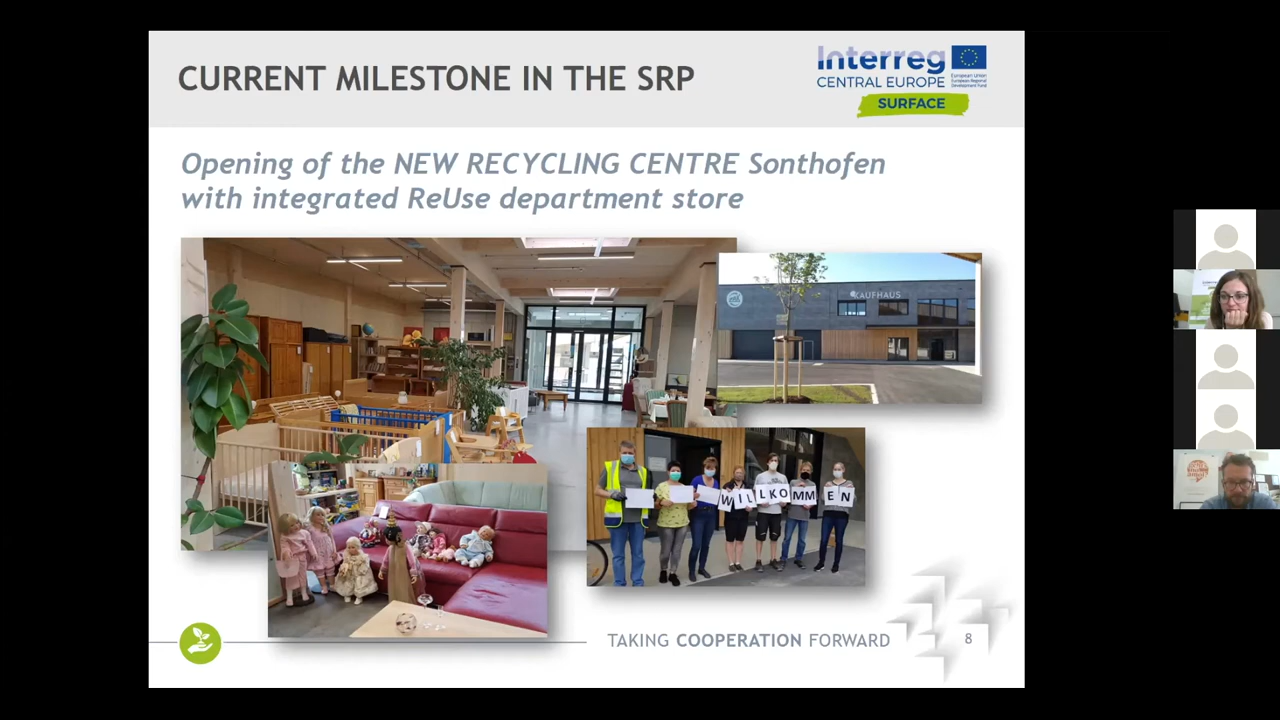 CURRENT MILESTONE IN THE SRP
Interreg
CENTRAL EUROPE
European Union
European Regional
Development Fund
SURFACE
Opening of the NEW RECYCLING CENTRE Sonthofen
with integrated ReUse department store
KAUFHAUS
WILLKOMMEN
TAKING COOPERATION FORWARD
8